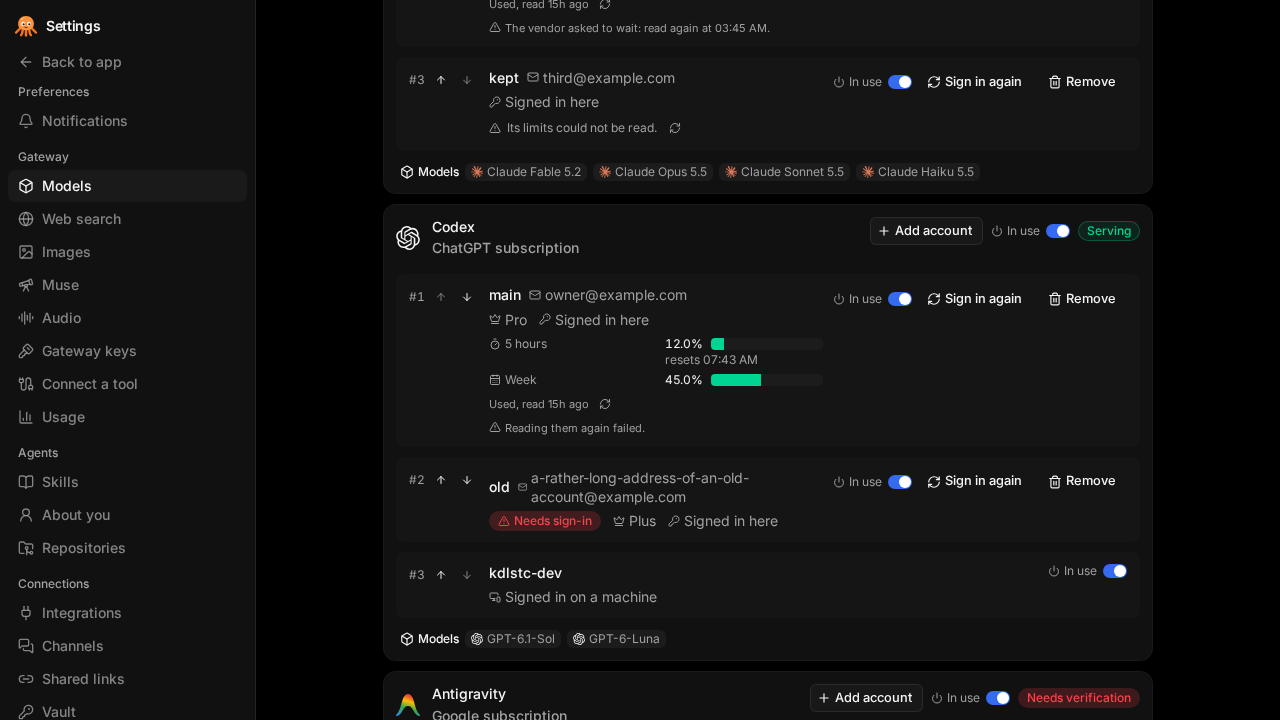 Settings
Back to app
Preferences
Notifications
Gateway
Models
Web search
Images
Muse
Audio
Gateway keys
Connect a tool
Usage
Agents
Skills
About you
Repositories
Connections
Integrations
Channels
Shared links
Vault
Used, read 15h ago
The vendor asked to wait: read again at 03:45 AM.
#3 kept third@example.com In use Sign in again Remove
Signed in here
Its limits could not be read.
Models Claude Fable 5.2 Claude Opus 5.5 Claude Sonnet 5.5 Claude Haiku 5.5
Codex Add account In use Serving
ChatGPT subscription
#1 main owner@example.com In use Sign in again Remove
Pro Signed in here
5 hours 12.0%
resets 07:43 AM
Week 45.0%
Used, read 15h ago
Reading them again failed.
#2 old a-rather-long-address-of-an-old-
account@example.com In use Sign in again Remove
Needs sign-in Plus Signed in here
#3 kdlstc-dev In use
Signed in on a machine
Models GPT-6.1-Sol GPT-6-Luna
Antigravity Add account In use Needs verification
Google subscription